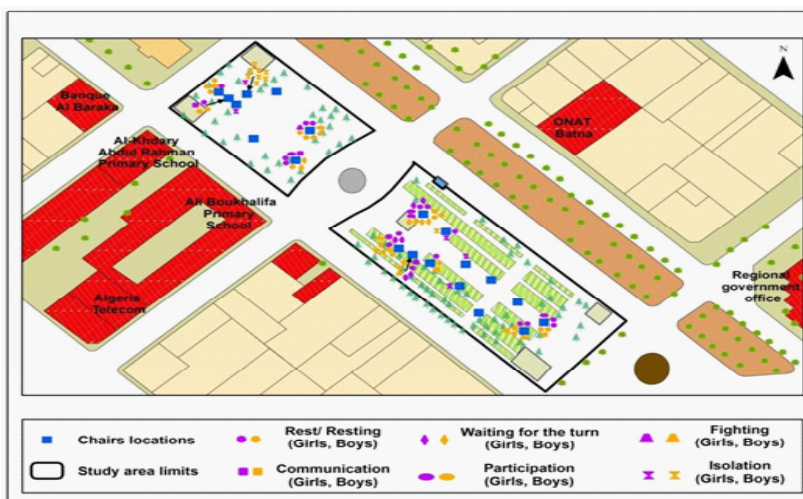 N
Banque
Al Baraka
ONAT
Batna
Al-Khdary
Abdul Rahman
Primary School
Ali Boukhalifa
Primary
School
Regional
government
office
Algeria
Telecom
Chairs locations
Rest/ Resting
(Girls, Boys)
Waiting for the turn
(Girls, Boys)
Fighting
(Girls, Boys)
Study area limits
Communication
(Girls, Boys)
Participation
(Girls, Boys)
Isolation
(Girls, Boys)